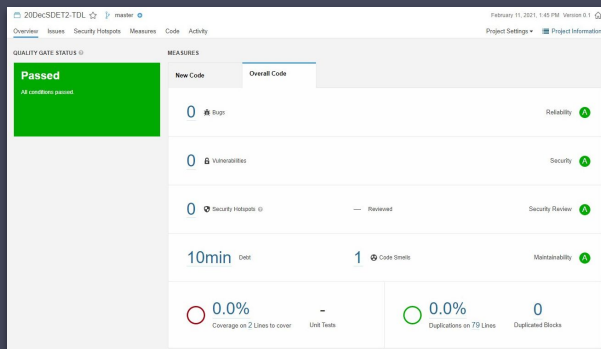 20DecSDET2-TDL master
February 11, 2021, 1:45 PM Version 0.1
Overview Issues Security Hotspots Measures Code Activity
Project Settings Project Information
QUALITY GATE STATUS
MEASURES
Passed
All conditions passed.
New Code Overall Code
0 Bugs Reliability A
0 Vulnerabilities Security A
0 Security Hotspots — Reviewed Security Review A
10min Debt 1 Code Smells Maintainability A
0.0% - 0.0% 0
Coverage on 2 Lines to cover Unit Tests Duplications on 79 Lines Duplicated Blocks